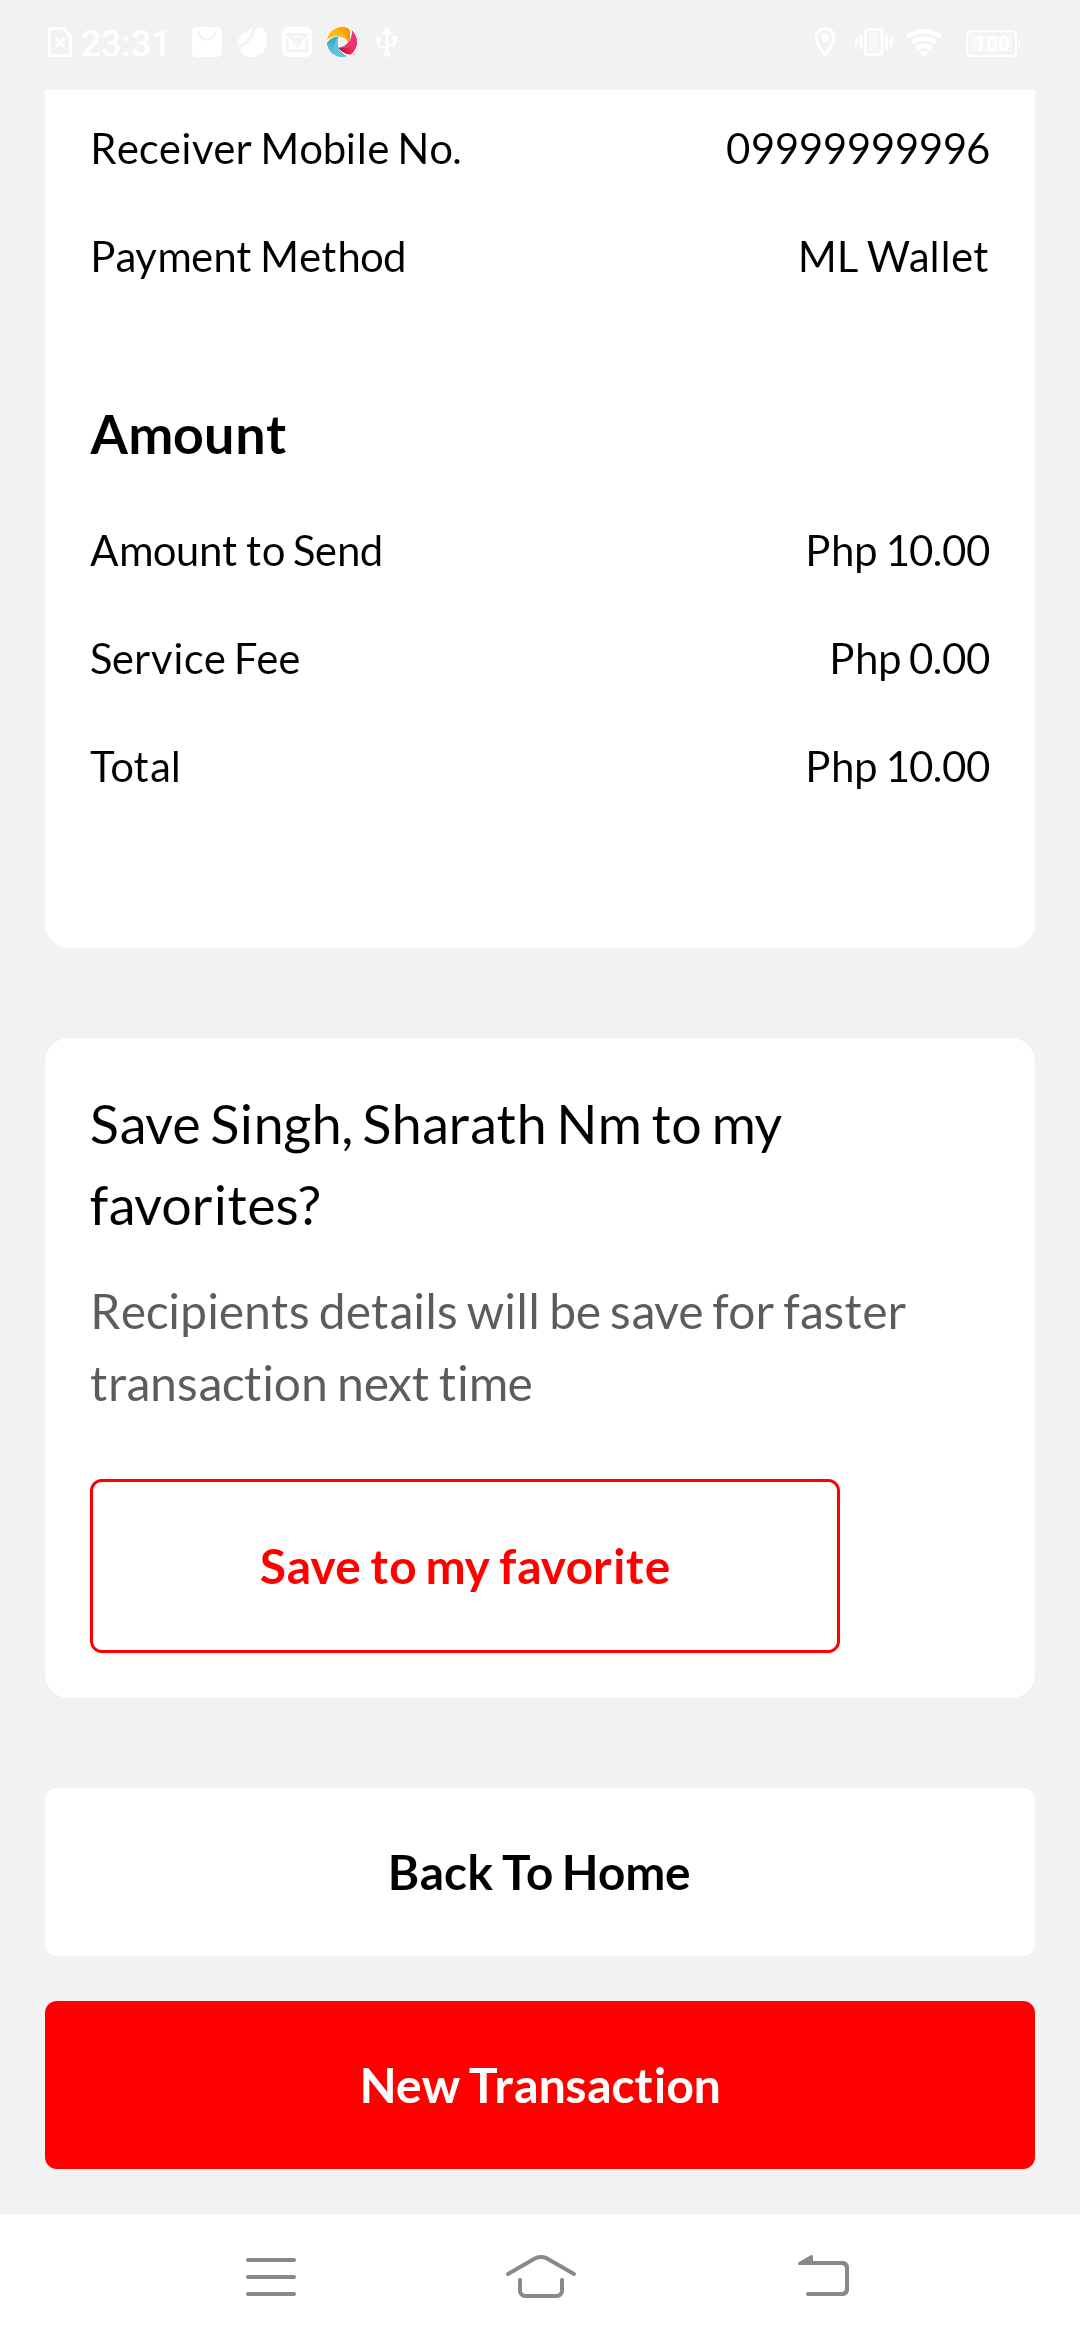 23:31 100
Receiver Mobile No. 09999999996
Payment Method ML Wallet
Amount
Amount to Send Php 10.00
Service Fee Php 0.00
Total Php 10.00
Save Singh, Sharath Nm to my
favorites?
Recipients details will be save for faster
transaction next time
Save to my favorite
Back To Home
New Transaction